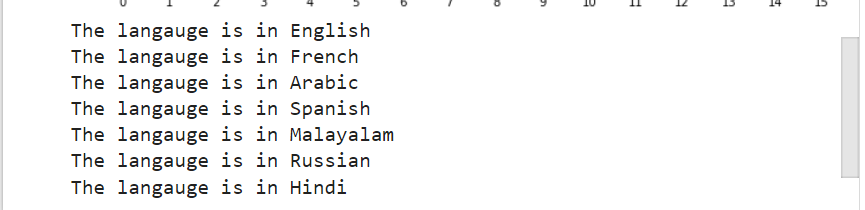 0 1 2 3 4 5 6 7 8 9 10 11 12 13 14 15
The langauge is in English
The langauge is in French
The langauge is in Arabic
The langauge is in Spanish
The langauge is in Malayalam
The langauge is in Russian
The langauge is in Hindi